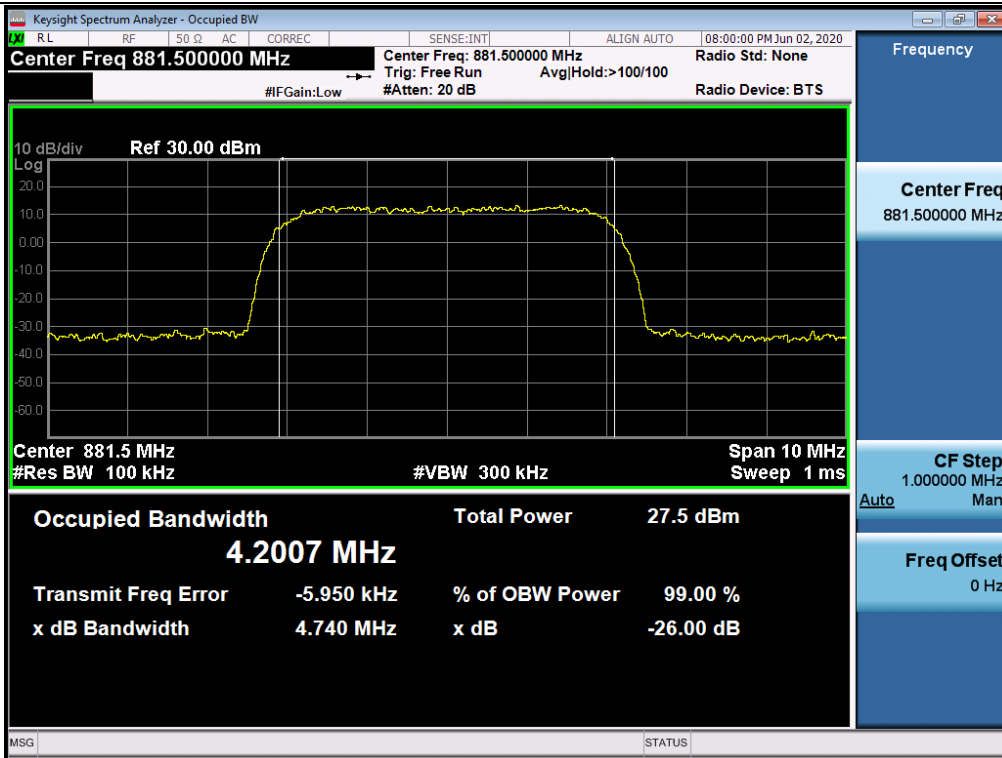 Keysight Spectrum Analyzer - Occupied BW
LXI RL RF 50 Ω AC CORREC SENSE:INT ALIGN AUTO 08:00:00 PM Jun 02, 2020
Center Freq 881.500000 MHz
Center Freq: 881.500000 MHz Radio Std: None
Trig: Free Run Avg|Hold:>100/100
#IFGain:Low #Atten: 20 dB Radio Device: BTS
10 dB/div Ref 30.00 dBm
Log
20.0
10.0
0.00
-10.0
-20.0
-30.0
-40.0
-50.0
-60.0
Center 881.5 MHz Span 10 MHz
#Res BW 100 kHz #VBW 300 kHz Sweep 1 ms
Occupied Bandwidth Total Power 27.5 dBm
4.2007 MHz
Transmit Freq Error -5.950 kHz % of OBW Power 99.00 %
x dB Bandwidth 4.740 MHz x dB -26.00 dB
MSG STATUS
Frequency
Center Freq
881.500000 MHz
CF Step
1.000000 MHz
Auto Man
Freq Offset
0 Hz